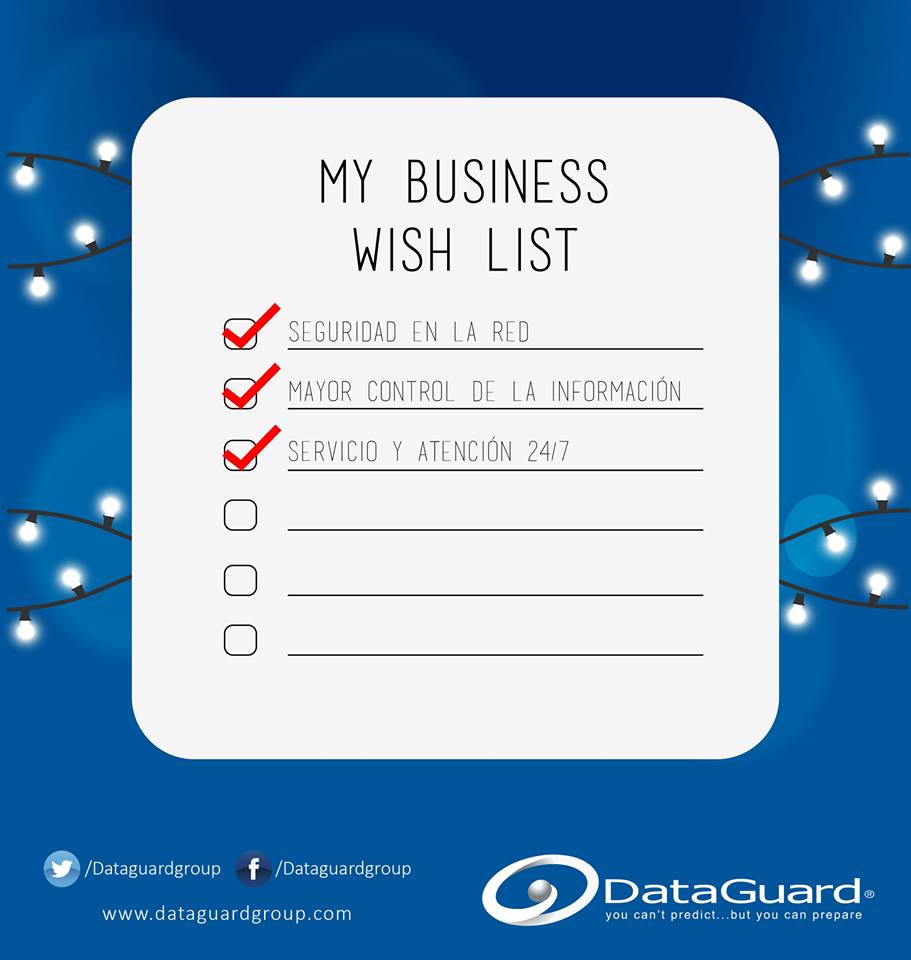 MY BUSINESS
WISH LIST
SEGURIDAD EN LA RED
MAYOR CONTROL DE LA INFORMACIÓN
SERVICIO Y ATENCIÓN 24/7
/Dataguardgroup /Dataguardgroup
www.dataguardgroup.com
DataGuard®
you can't predict...but you can prepare